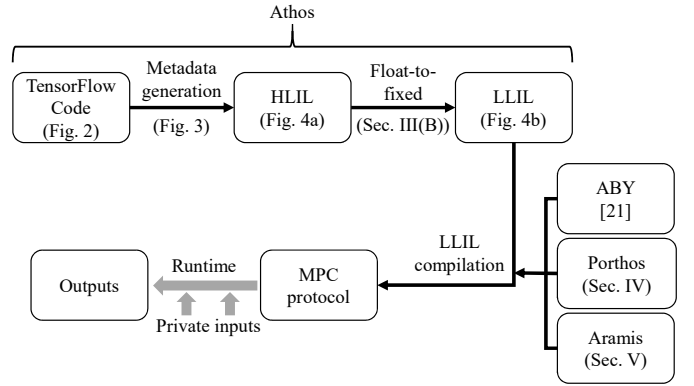 Athos
TensorFlow
Code
(Fig. 2)
Metadata
generation
(Fig. 3)
HLIL
(Fig. 4a)
Float-to-
fixed
(Sec. III(B))
LLIL
(Fig. 4b)
ABY
[21]
Porthos
(Sec. IV)
Aramis
(Sec. V)
LLIL
compilation
MPC
protocol
Runtime
Private inputs
Outputs